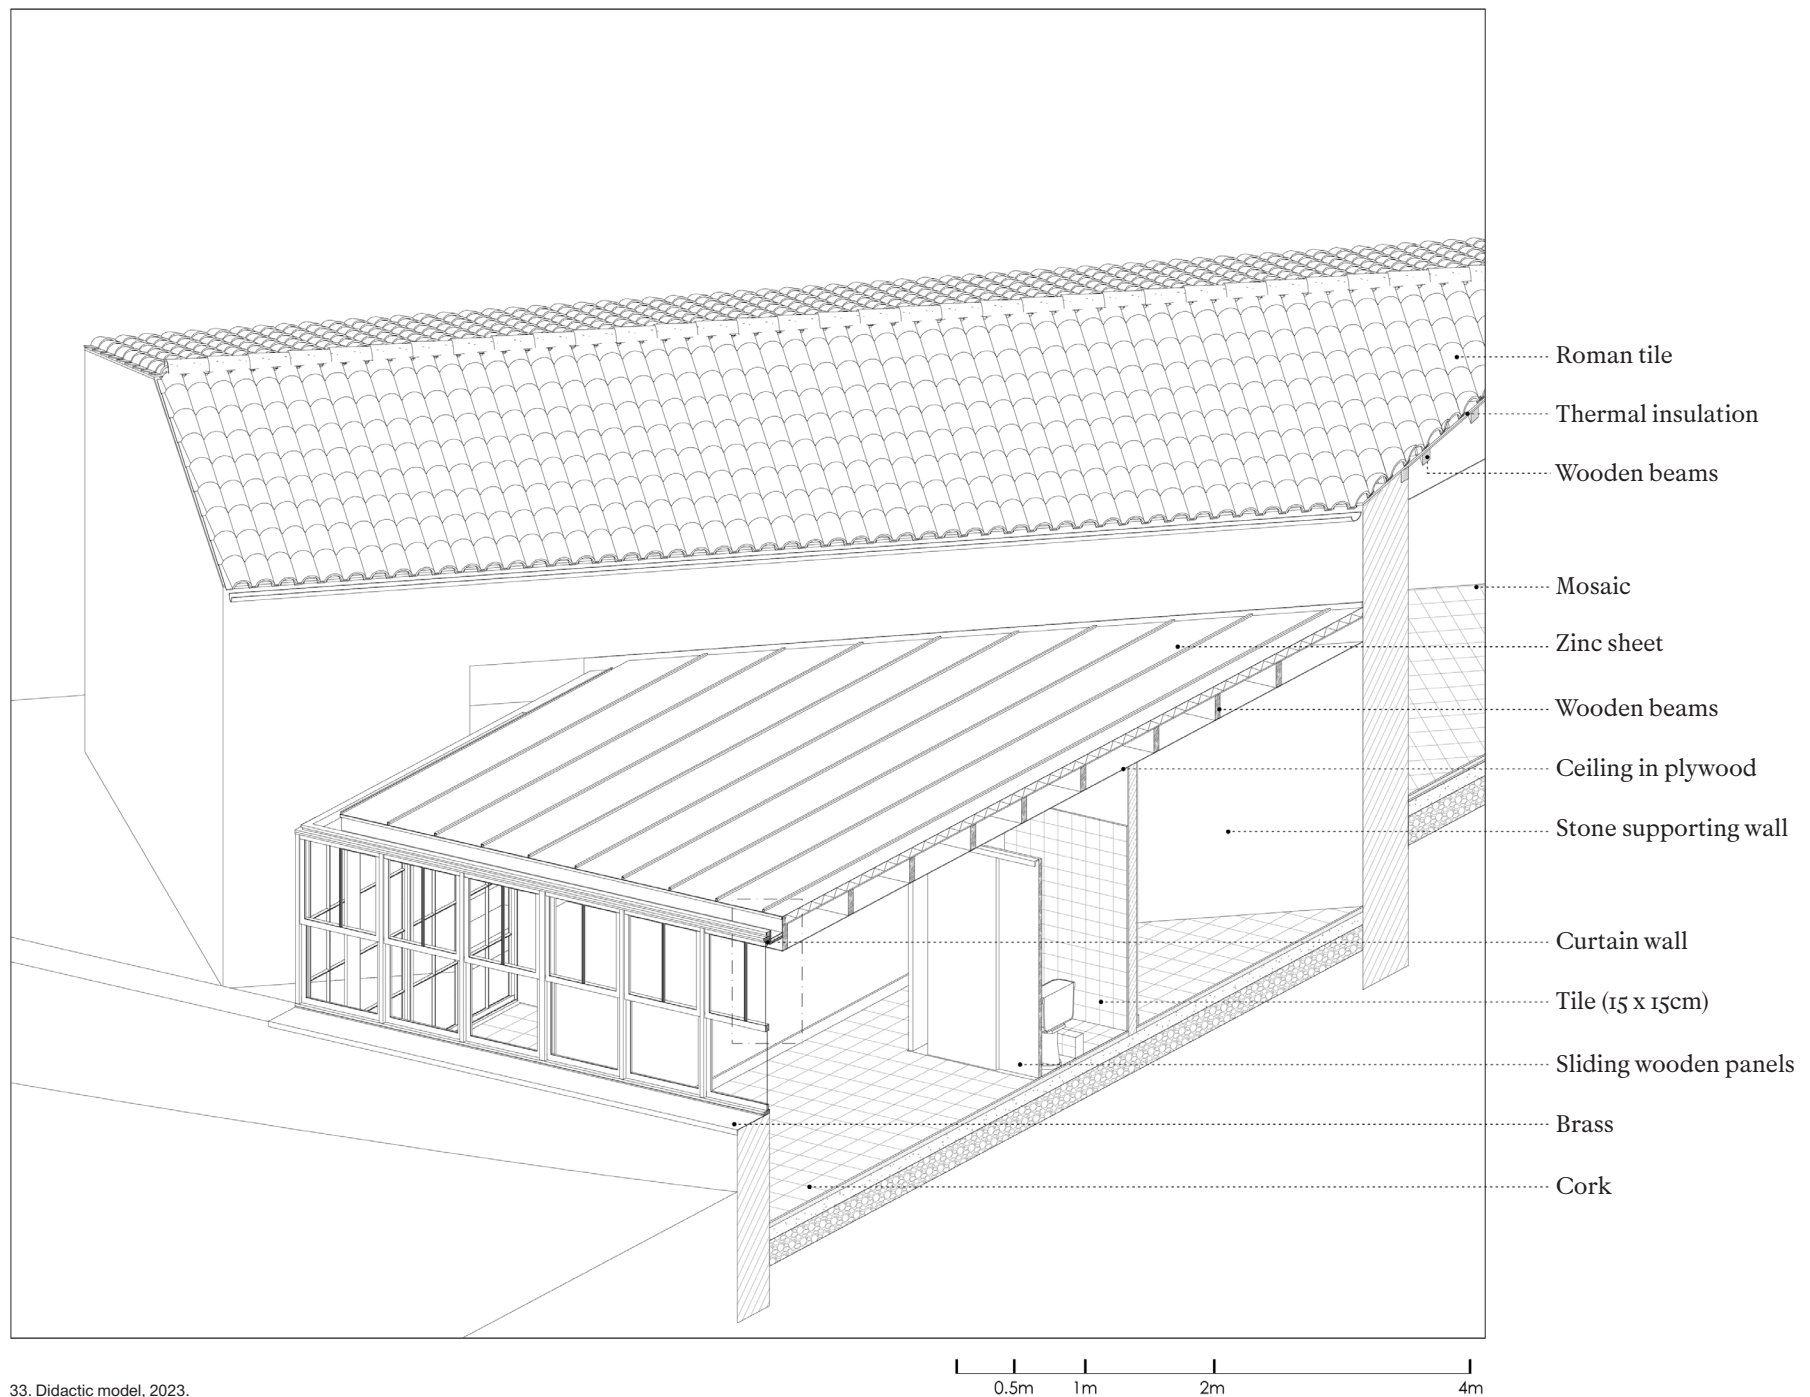 Roman tile
Thermal insulation
Wooden beams
Mosaic
Zinc sheet
Wooden beams
Ceiling in plywood
Stone supporting wall
Curtain wall
Tile (15 x 15cm)
Sliding wooden panels
Brass
Cork
0.5m 1m 2m 4m
33. Didactic model, 2023.